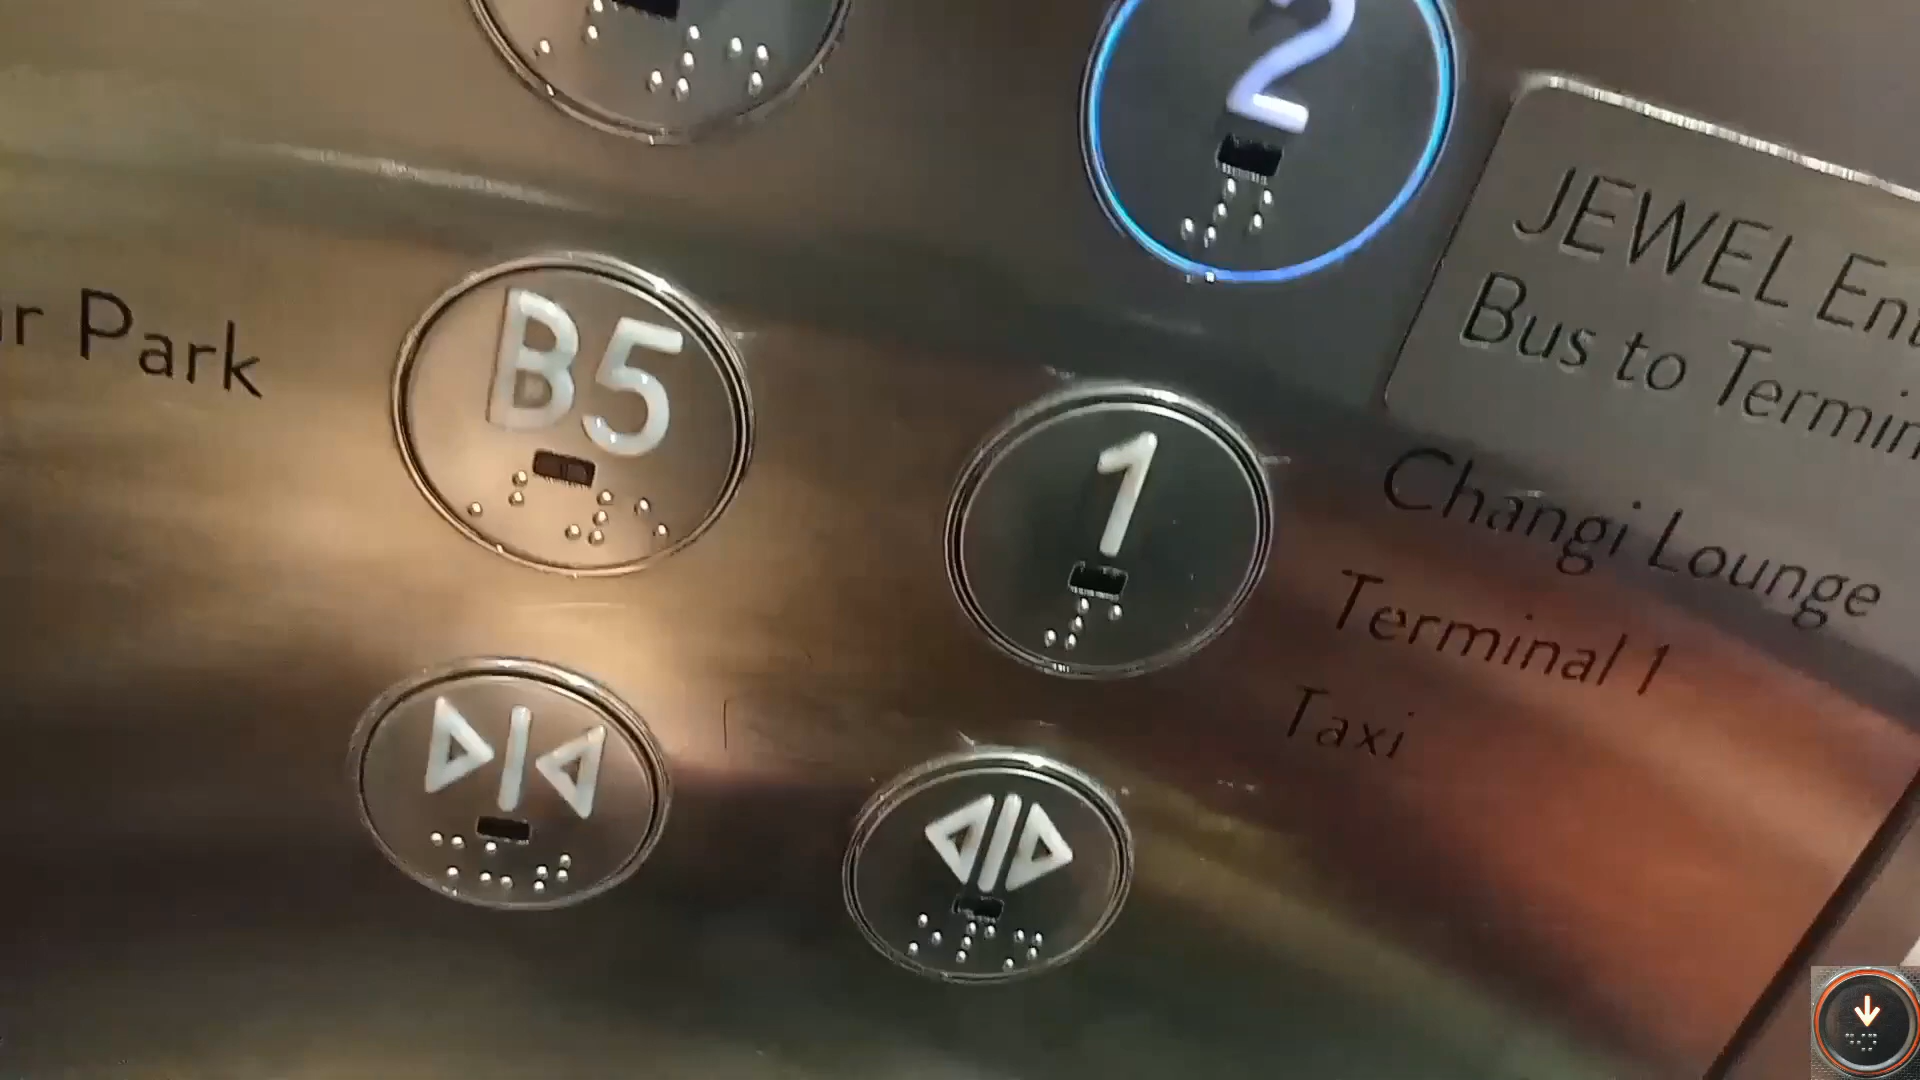 2
JEWEL
Bus to
r Park
B5
1
Changi Lounge
Terminal 1
Taxi